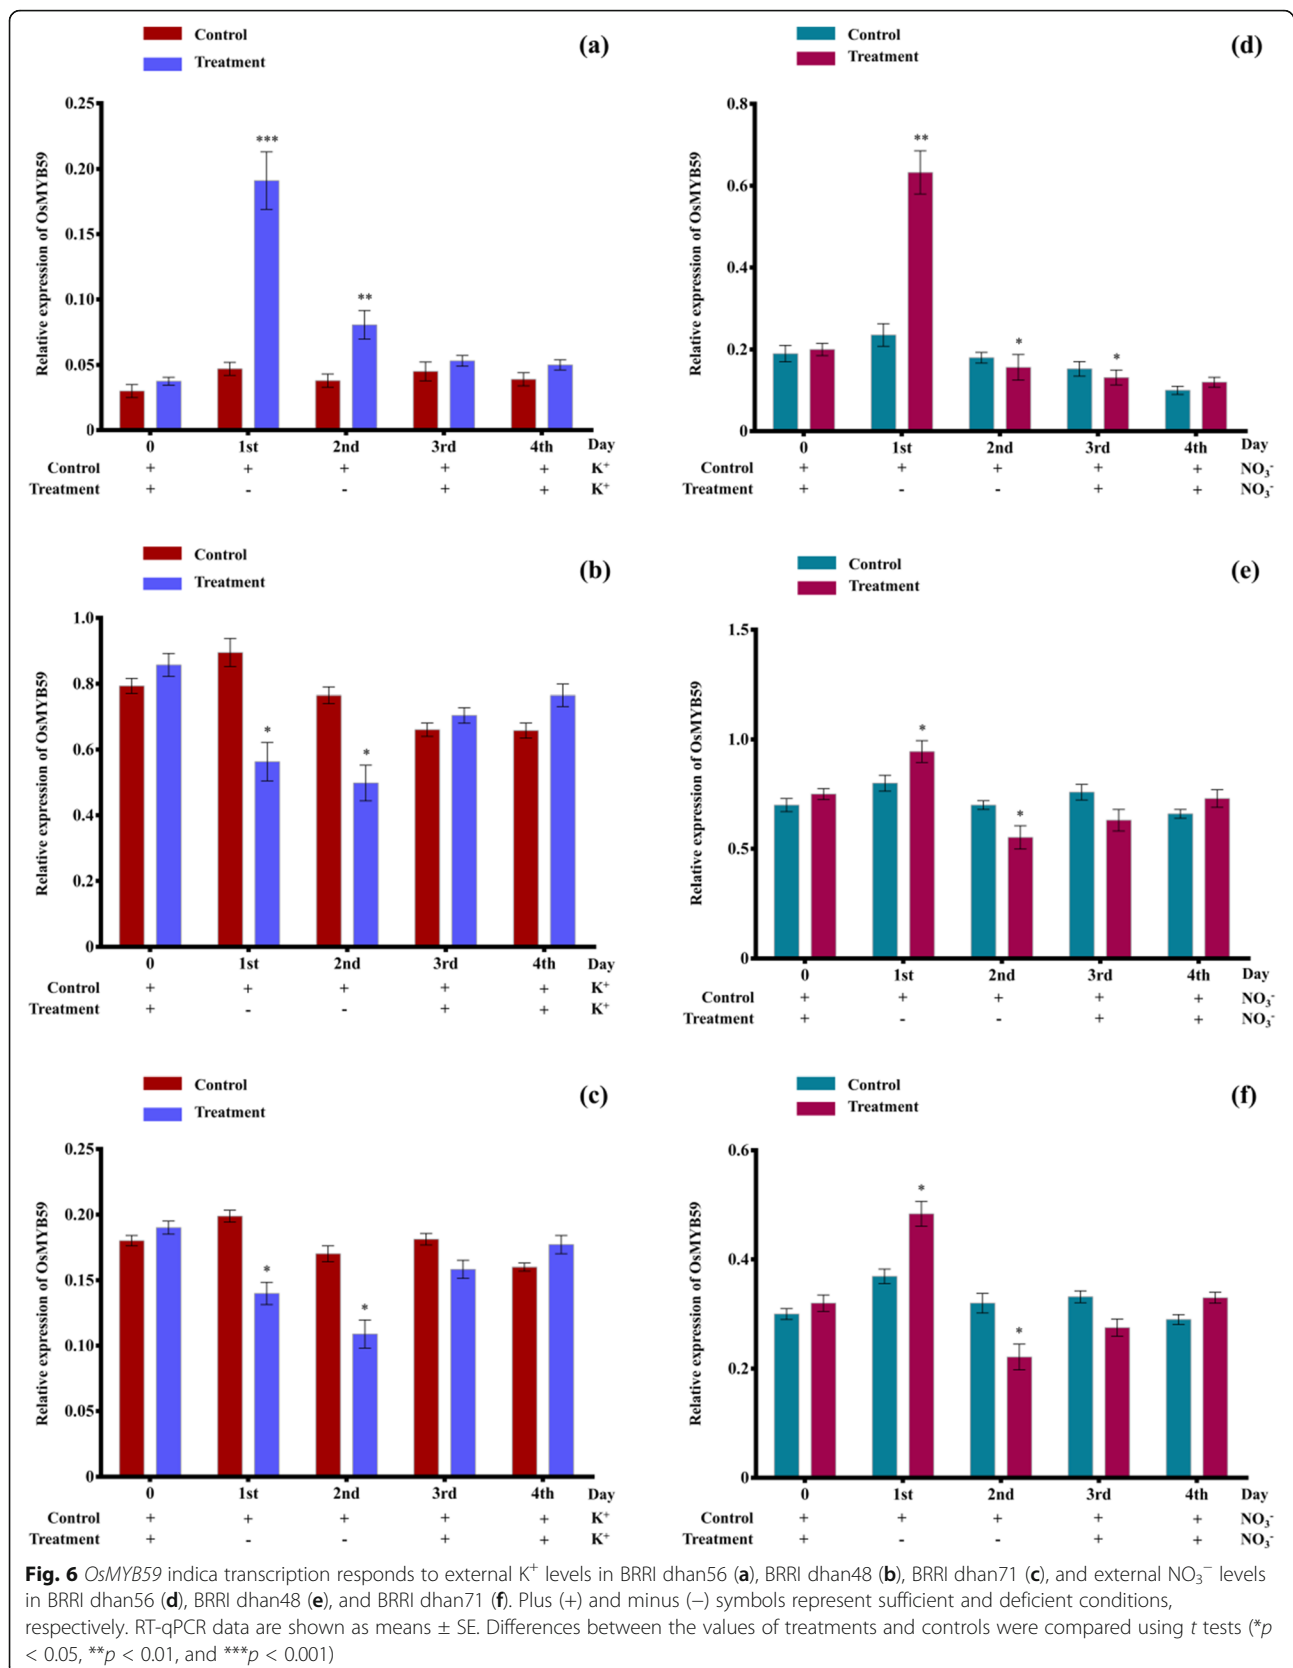 Control
Treatment
(a)
0.25
0.20
0.15
0.10
0.05
0
Relative expression of OsMYB59
***
**
0 1st 2nd 3rd 4th Day
Control + + + + + K⁺
Treatment + - - + + K⁺
Control
Treatment
(d)
0.8
0.6
0.4
0.2
0
Relative expression of OsMYB59
**
*
*
0 1st 2nd 3rd 4th Day
Control + + + + + NO₃⁻
Treatment + - - + + NO₃⁻
Control
Treatment
(b)
1.0
0.8
0.6
0.4
0.2
0
Relative expression of OsMYB59
*
*
0 1st 2nd 3rd 4th Day
Control + + + + + K⁺
Treatment + - - + + K⁺
Control
Treatment
(e)
1.5
1.0
0.5
0
Relative expression of OsMYB59
*
*
0 1st 2nd 3rd 4th Day
Control + + + + + NO₃⁻
Treatment + - - + + NO₃⁻
Control
Treatment
(c)
0.25
0.20
0.15
0.10
0.05
0
Relative expression of OsMYB59
*
*
0 1st 2nd 3rd 4th Day
Control + + + + + K⁺
Treatment + - - + + K⁺
Control
Treatment
(f)
0.6
0.4
0.2
0
Relative expression of OsMYB59
*
*
0 1st 2nd 3rd 4th Day
Control + + + + + NO₃⁻
Treatment + - - + + NO₃⁻
Fig. 6 OsMYB59 indica transcription responds to external K⁺ levels in BRRI dhan56 (a), BRRI dhan48 (b), BRRI dhan71 (c), and external NO₃⁻ levels
in BRRI dhan56 (d), BRRI dhan48 (e), and BRRI dhan71 (f). Plus (+) and minus (−) symbols represent sufficient and deficient conditions,
respectively. RT-qPCR data are shown as means ± SE. Differences between the values of treatments and controls were compared using t tests (*p
< 0.05, **p < 0.01, and ***p < 0.001)